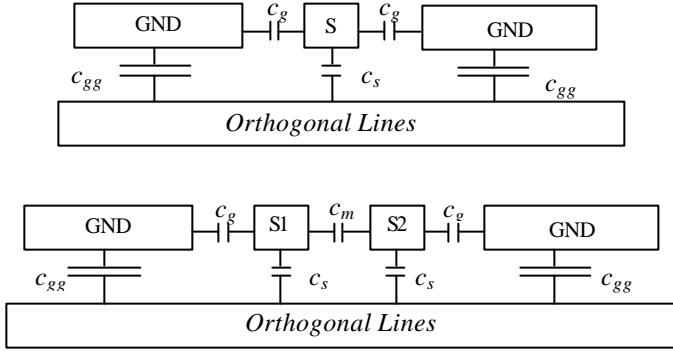 c_g S c_g
GND GND
c_gg c_s c_gg
Orthogonal Lines
GND c_g S1 c_m S2 c_g GND
c_gg c_s c_s c_gg
Orthogonal Lines